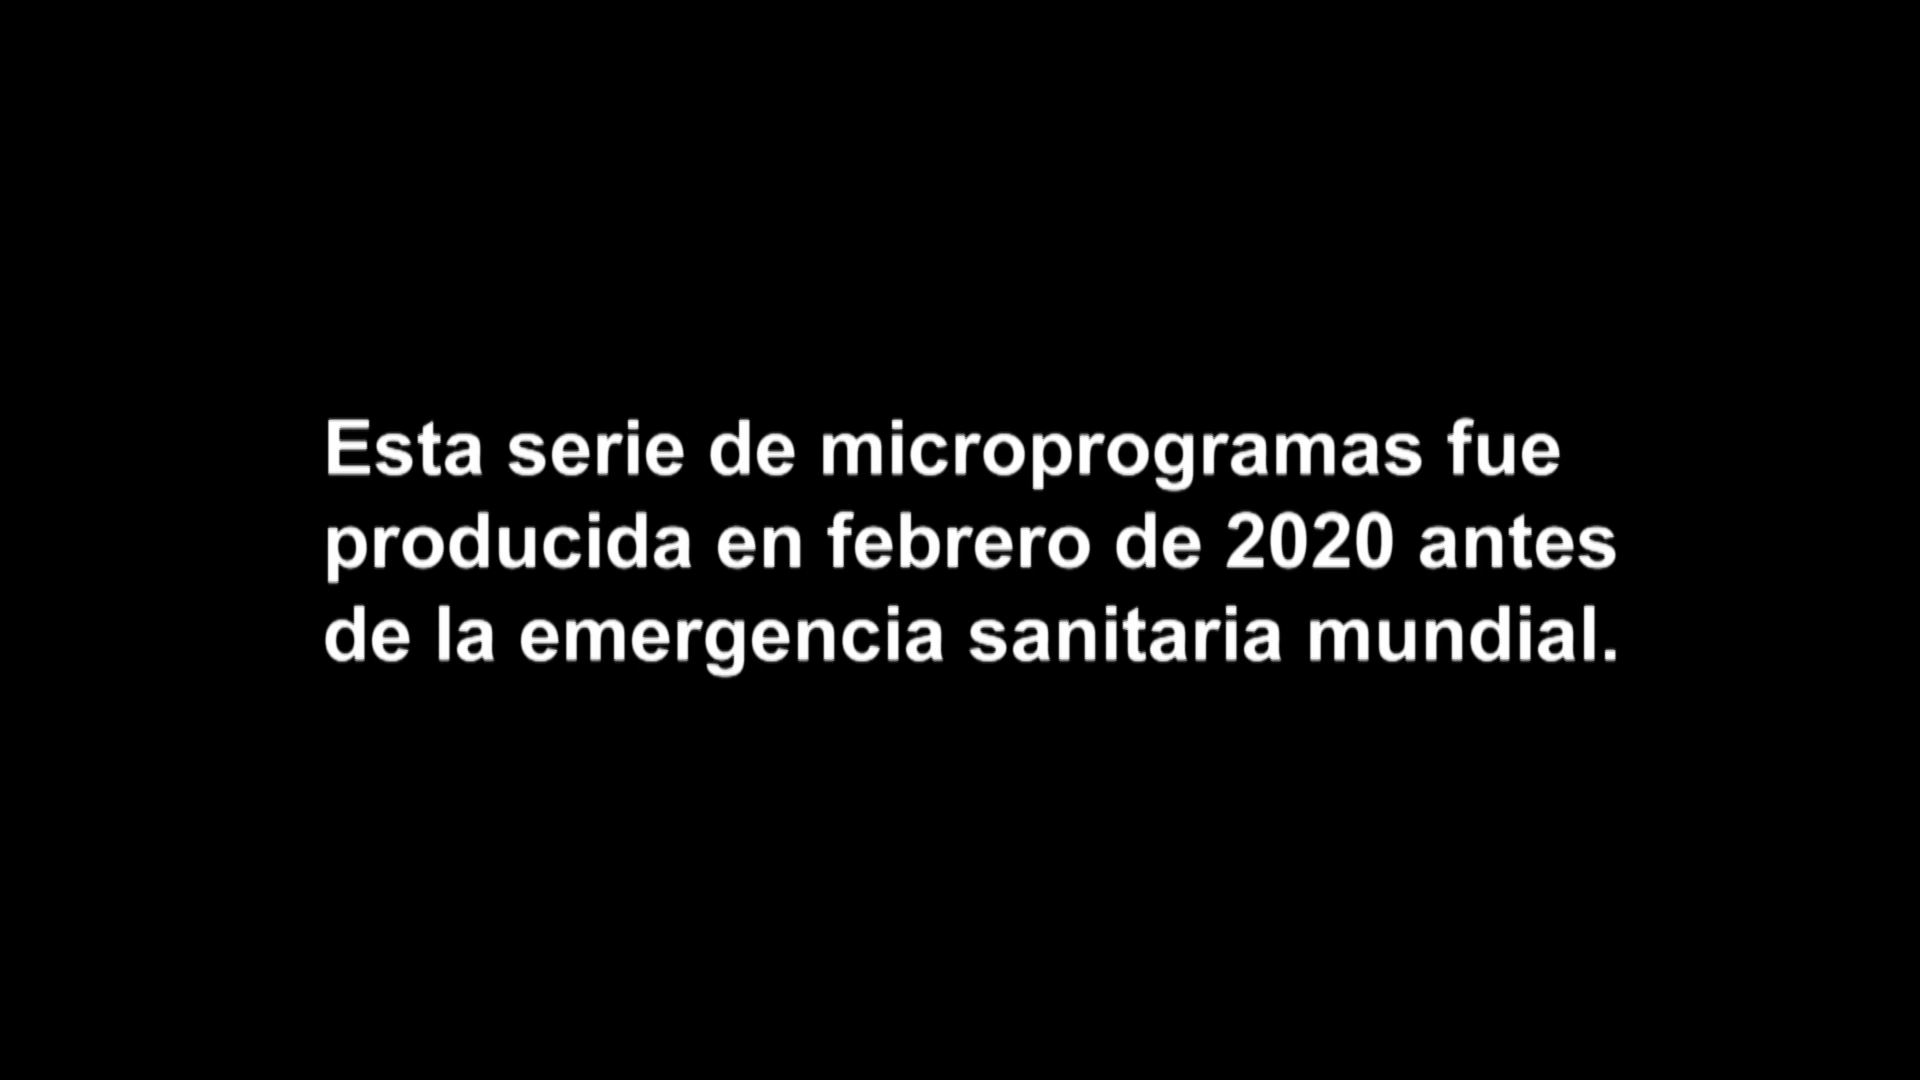 Esta serie de microprogramas fue
producida en febrero de 2020 antes
de la emergencia sanitaria mundial.